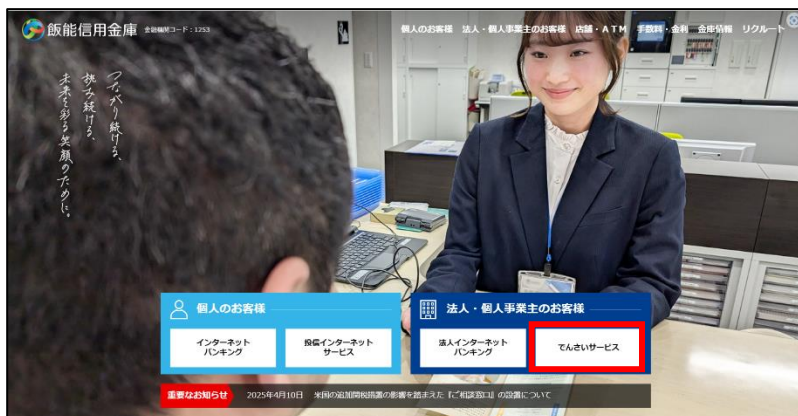 飯能信用金庫 金融機関コード:1253
個人のお客様 法人・個人事業主のお客様 店舗・ATM 手数料・金利 金庫情報 リクルート
つながり続ける、
挑み続ける、
未来を彩る笑顔のために。
個人のお客様
インターネット
バンキング
投信インターネット
サービス
法人・個人事業主のお客様
法人インターネット
バンキング
でんさいサービス
重要なお知らせ 2025年4月10日 米国の追加関税措置の影響を踏まえた『ご相談窓口』の設置について